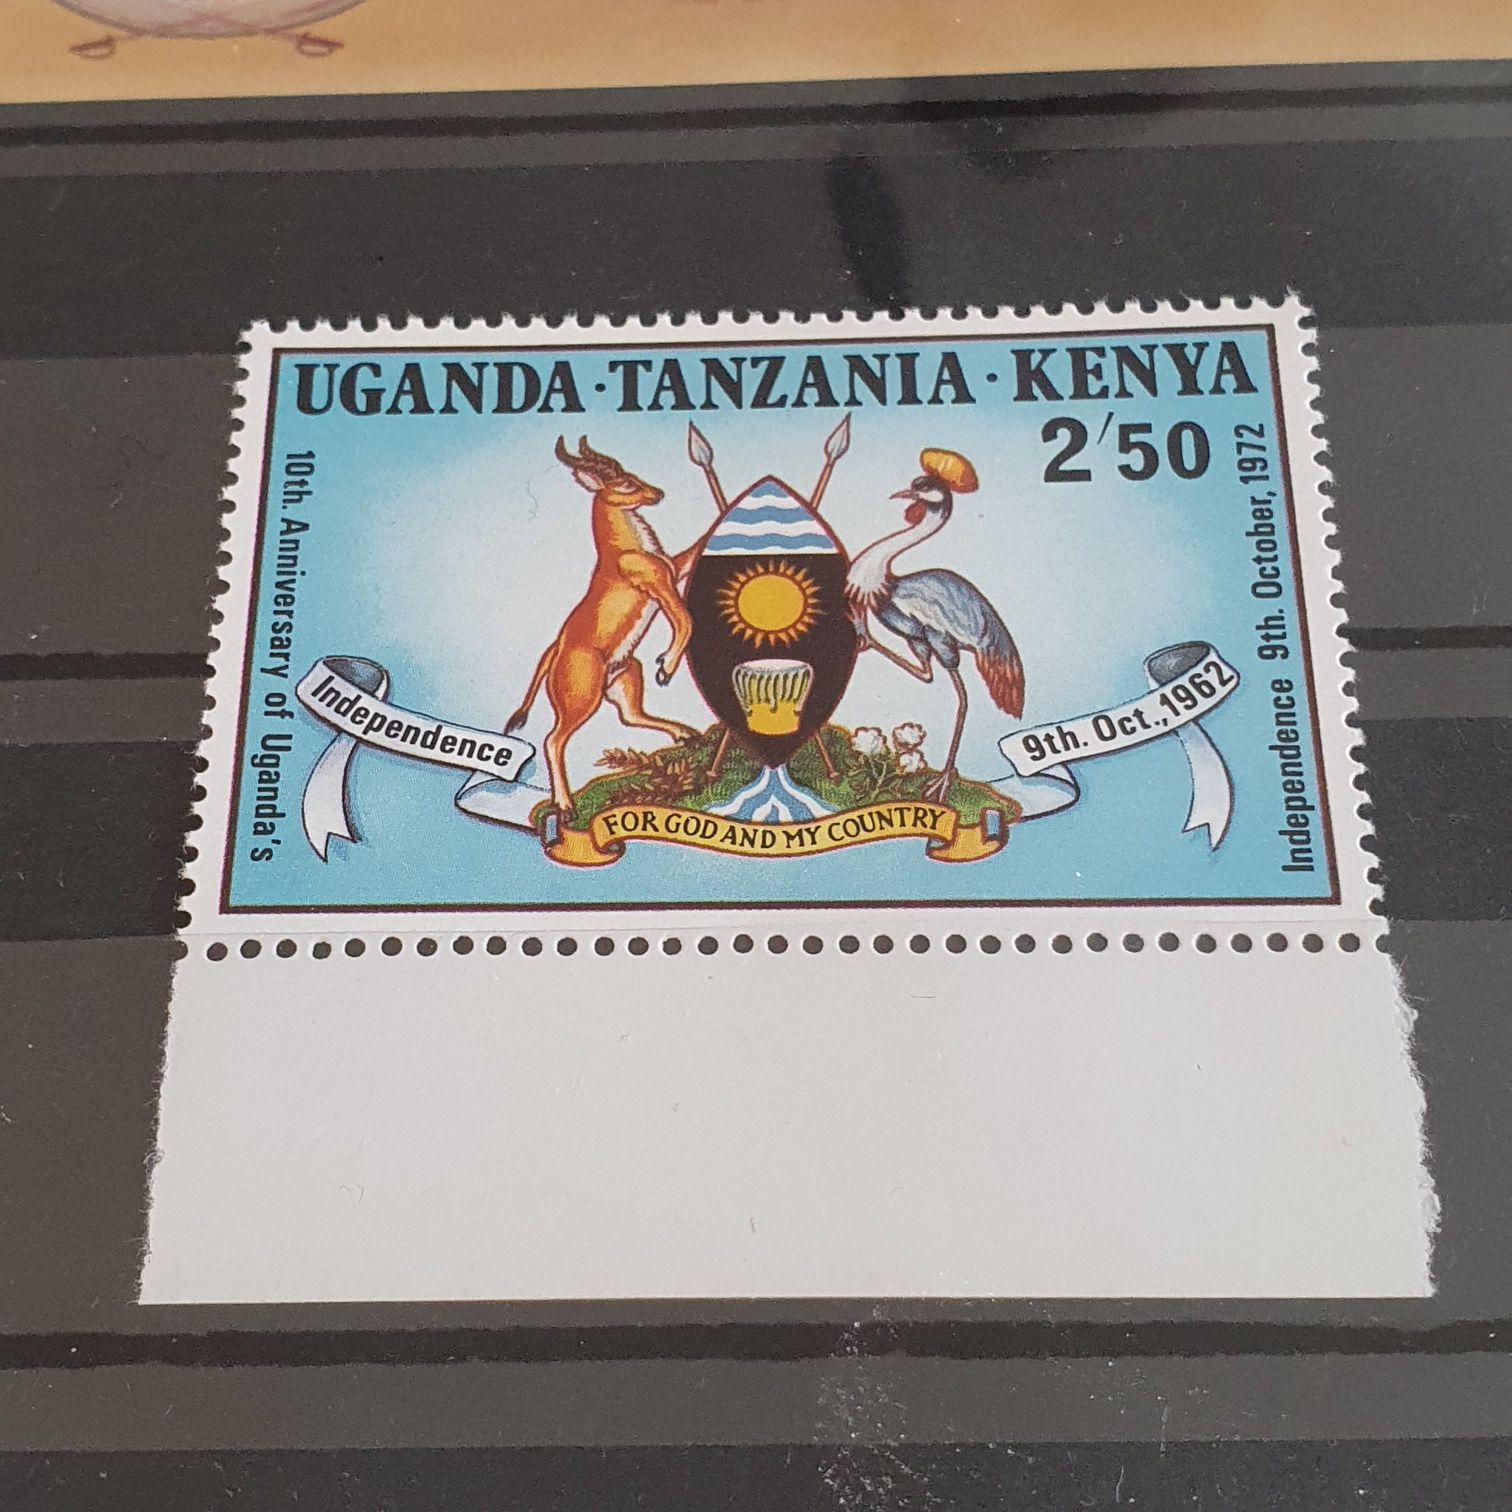 UGANDA·TANZANIA·KENYA
2/50
10th. Anniversary of Uganda's
Independence 9th. October, 1972
Independence
9th. Oct., 1962
FOR GOD AND MY COUNTRY